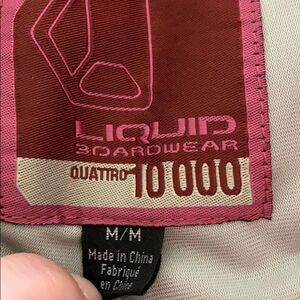 LIQUID
BOARDWEAR
QUATTRO 10 000
M/M
Made in China
Fabriqué
en Chine